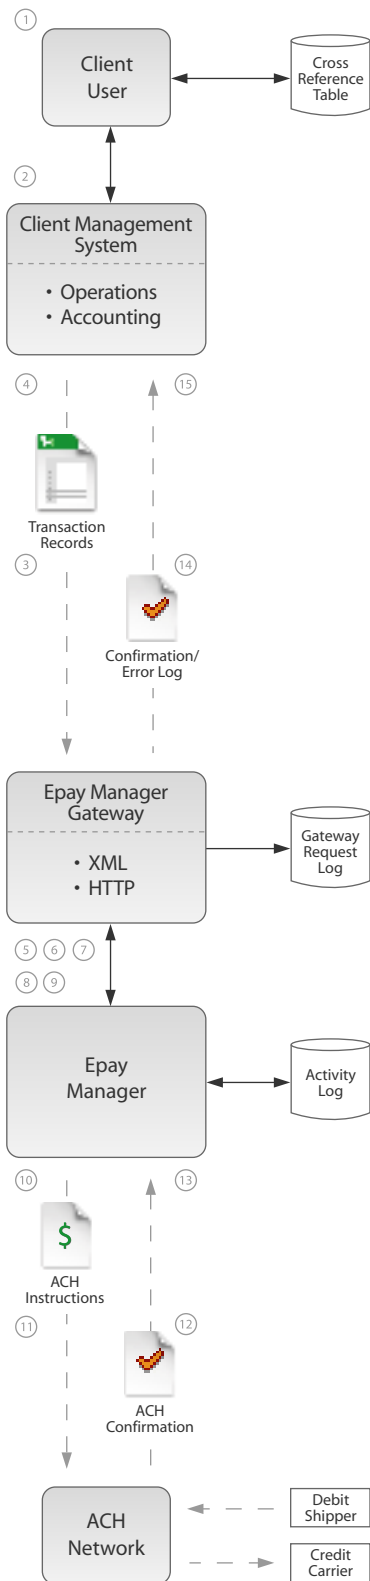 1
Client
User
Cross
Reference
Table
2
Client Management
System
• Operations
• Accounting
4
15
Transaction
Records
3
14
Confirmation/
Error Log
Epay Manager
Gateway
• XML
• HTTP
Gateway
Request
Log
5 6 7
8 9
Epay
Manager
Activity
Log
10
13
$
ACH
Instructions
11
12
ACH
Confirmation
ACH
Network
Debit
Shipper
Credit
Carrier